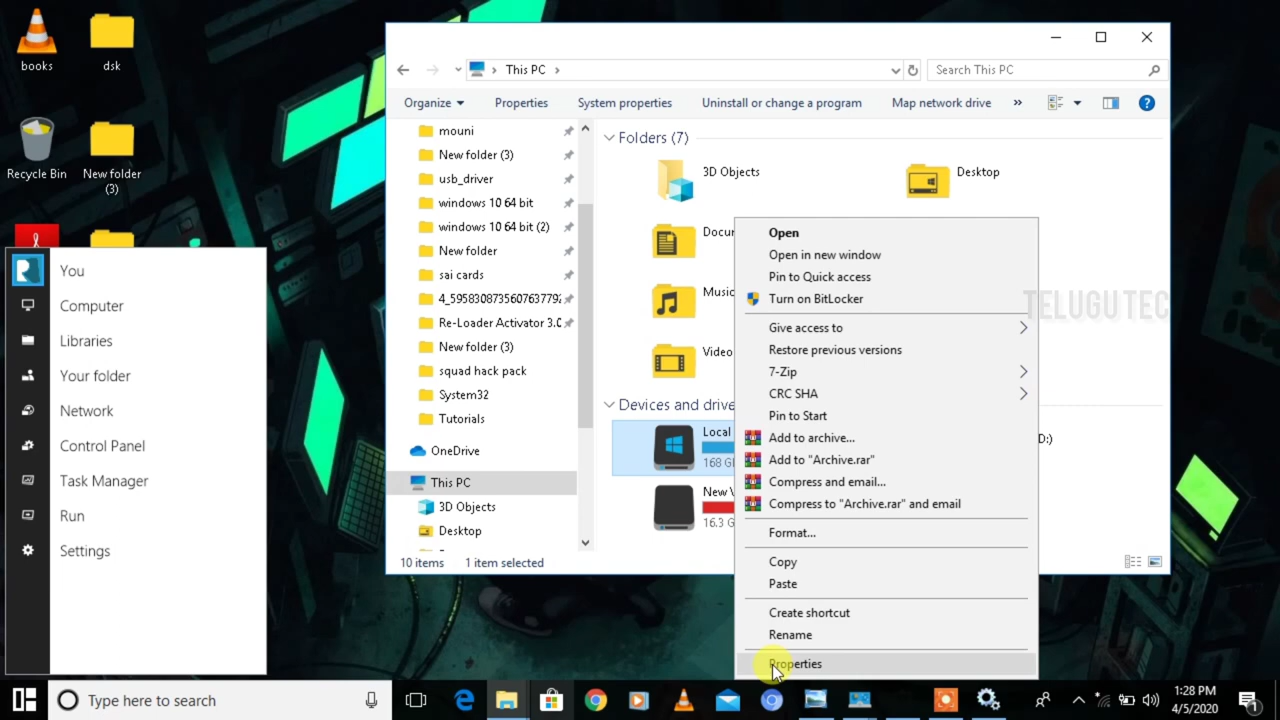 books
dsk
Recycle Bin
New folder
(3)
You
Computer
Libraries
Your folder
Network
Control Panel
Task Manager
Run
Settings
This PC
Search This PC
Organize
Properties
System properties
Uninstall or change a program
Map network drive
»
mouni
New folder (3)
usb_driver
windows 10 64 bit
windows 10 64 bit (2)
New folder
sai cards
4_595830873560763779
Re-Loader Activator 3.0
New folder (3)
squad hack pack
System32
Tutorials
OneDrive
This PC
3D Objects
Desktop
Folders (7)
3D Objects
Desktop
Docu
Music
Video
Devices and drive
Local
168 G
New V
16.3 G
D:)
Open
Open in new window
Pin to Quick access
Turn on BitLocker
Give access to
Restore previous versions
7-Zip
CRC SHA
Pin to Start
Add to archive...
Add to "Archive.rar"
Compress and email...
Compress to "Archive.rar" and email
Format...
Copy
Paste
Create shortcut
Rename
Properties
TELUGUTEC
10 items
1 item selected
Type here to search
1:28 PM
4/5/2020
1